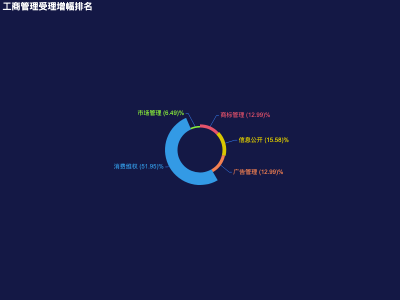 工商管理受理增幅排名
市场管理 (6.49)%
商标管理 (12.99)%
信息公开 (15.58)%
消费维权 (51.95)%
广告管理 (12.99)%